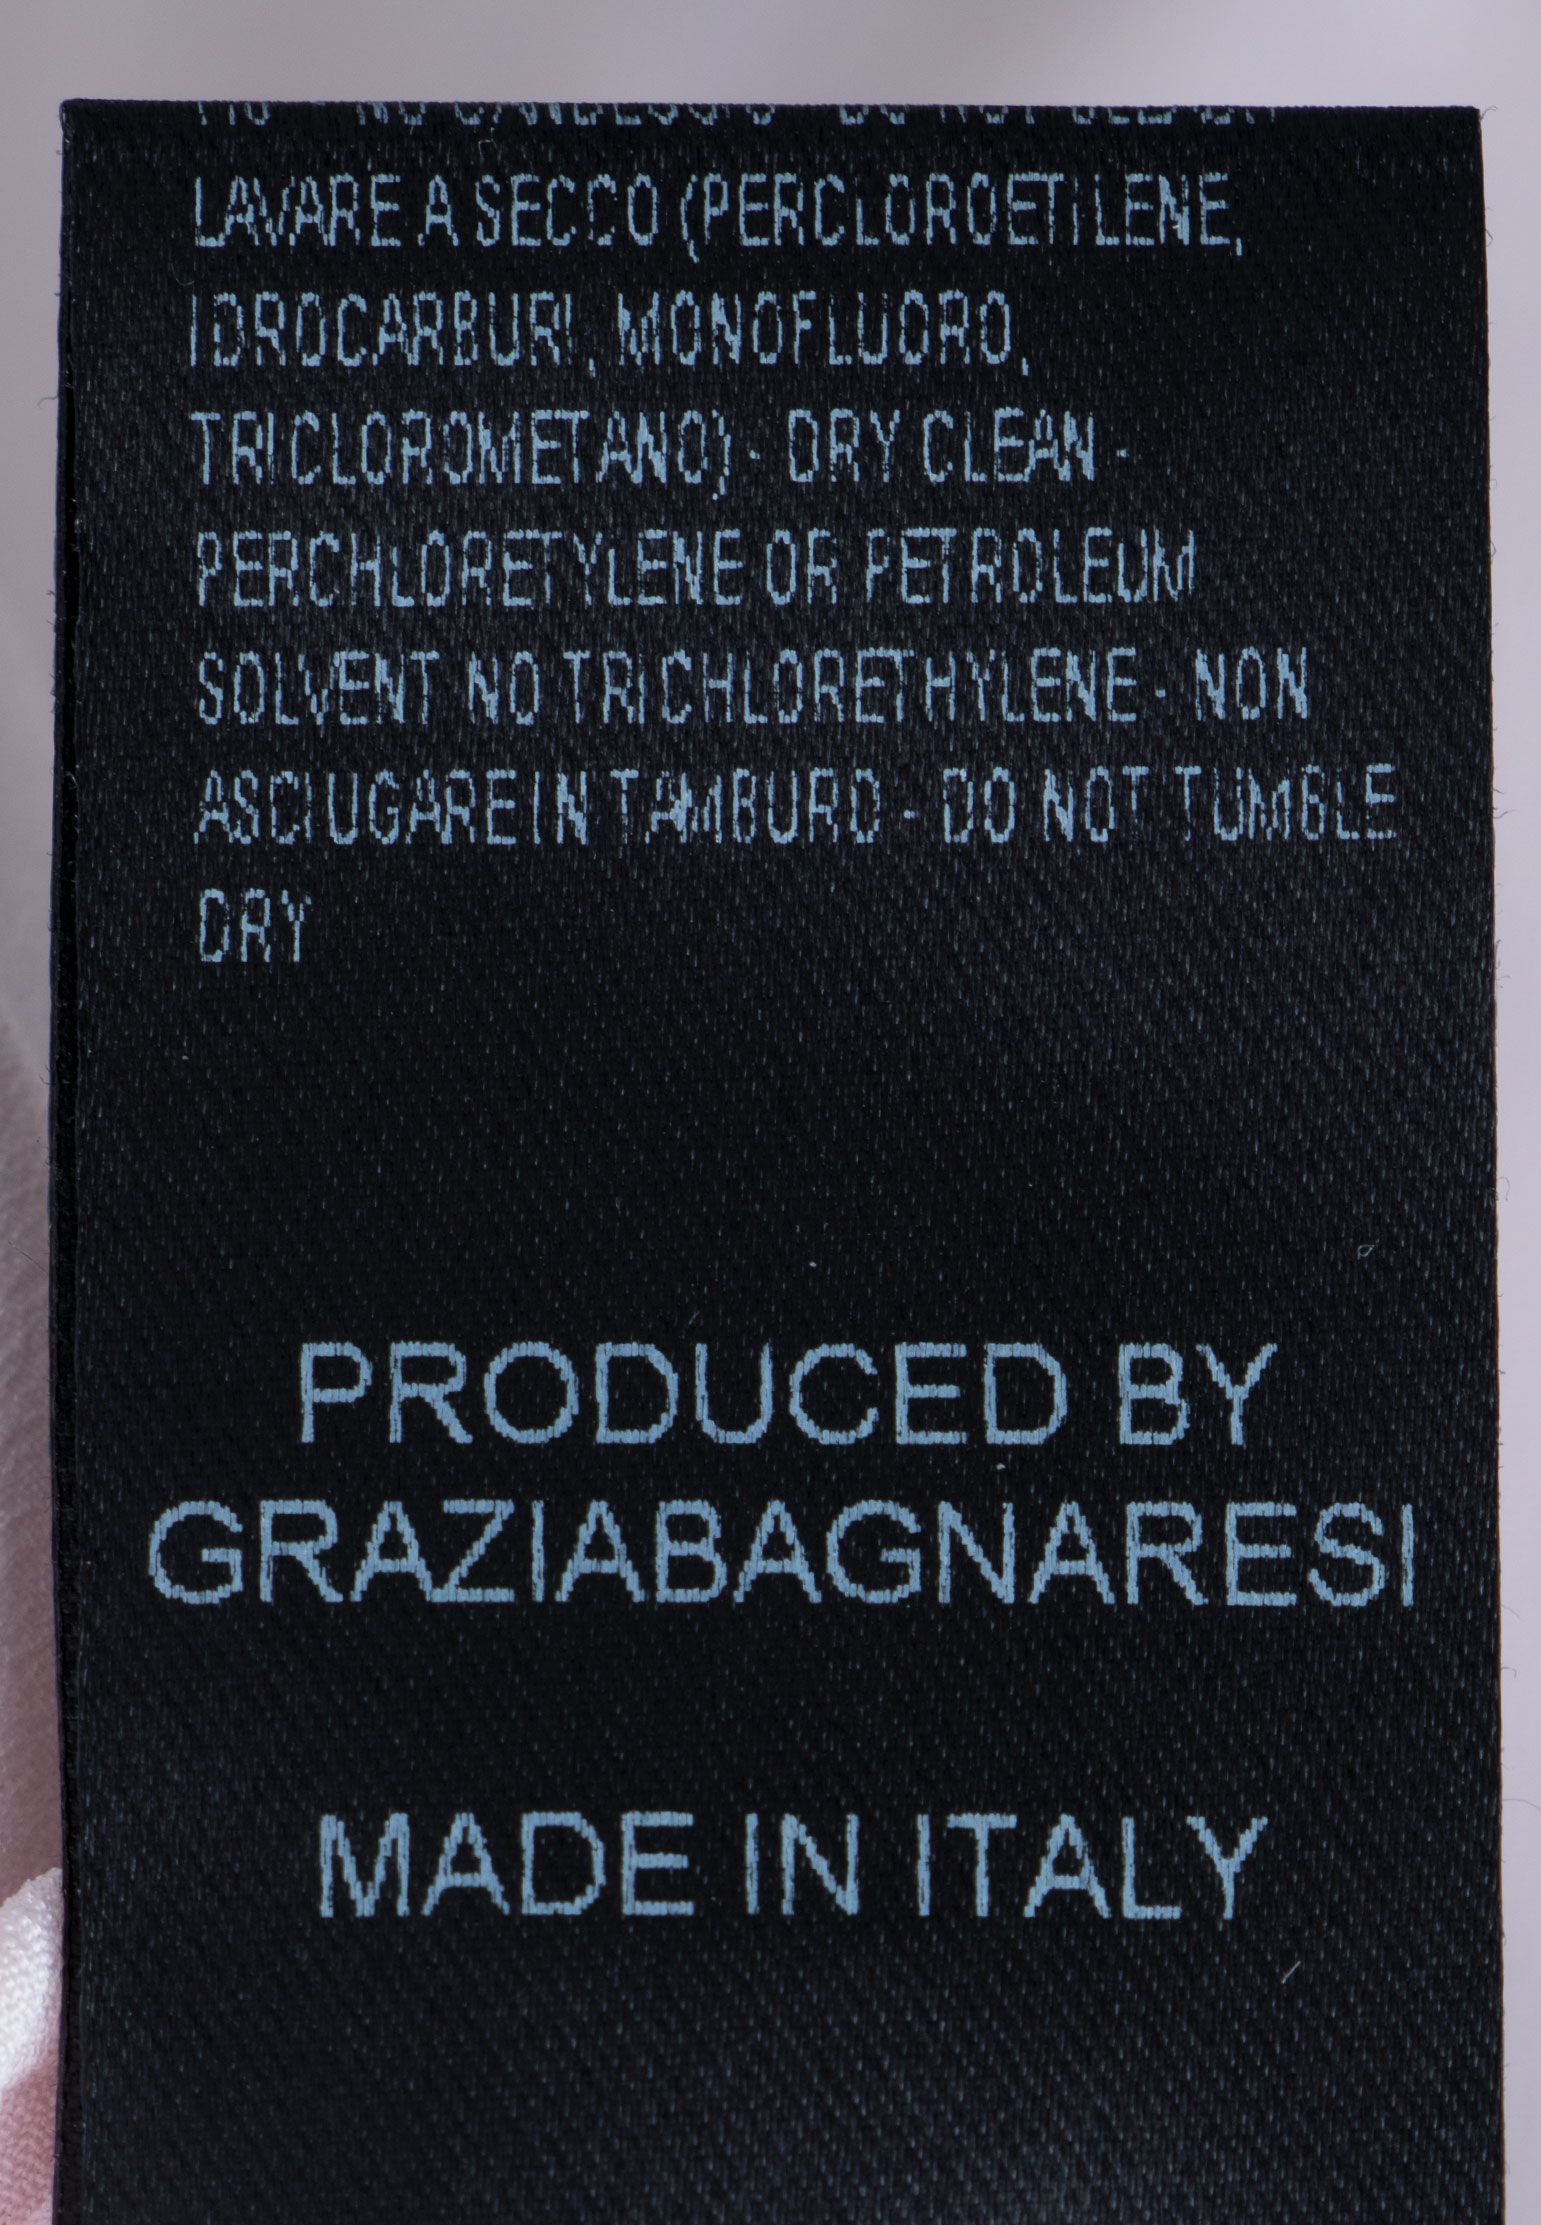 LAVARE A SECCO (PERCLOROETILENE,
IDROCARBURI, MONOFLUORO,
TRICLOROMETANO) - DRY CLEAN -
PERCHLORETYLENE OR PETROLEUM
SOLVENT NO TRICHLORETHYLENE - NON
ASCIUGARE IN TAMBURO - DO NOT TUMBLE
DRY
PRODUCED BY
GRAZIABAGNARESI
MADE IN ITALY